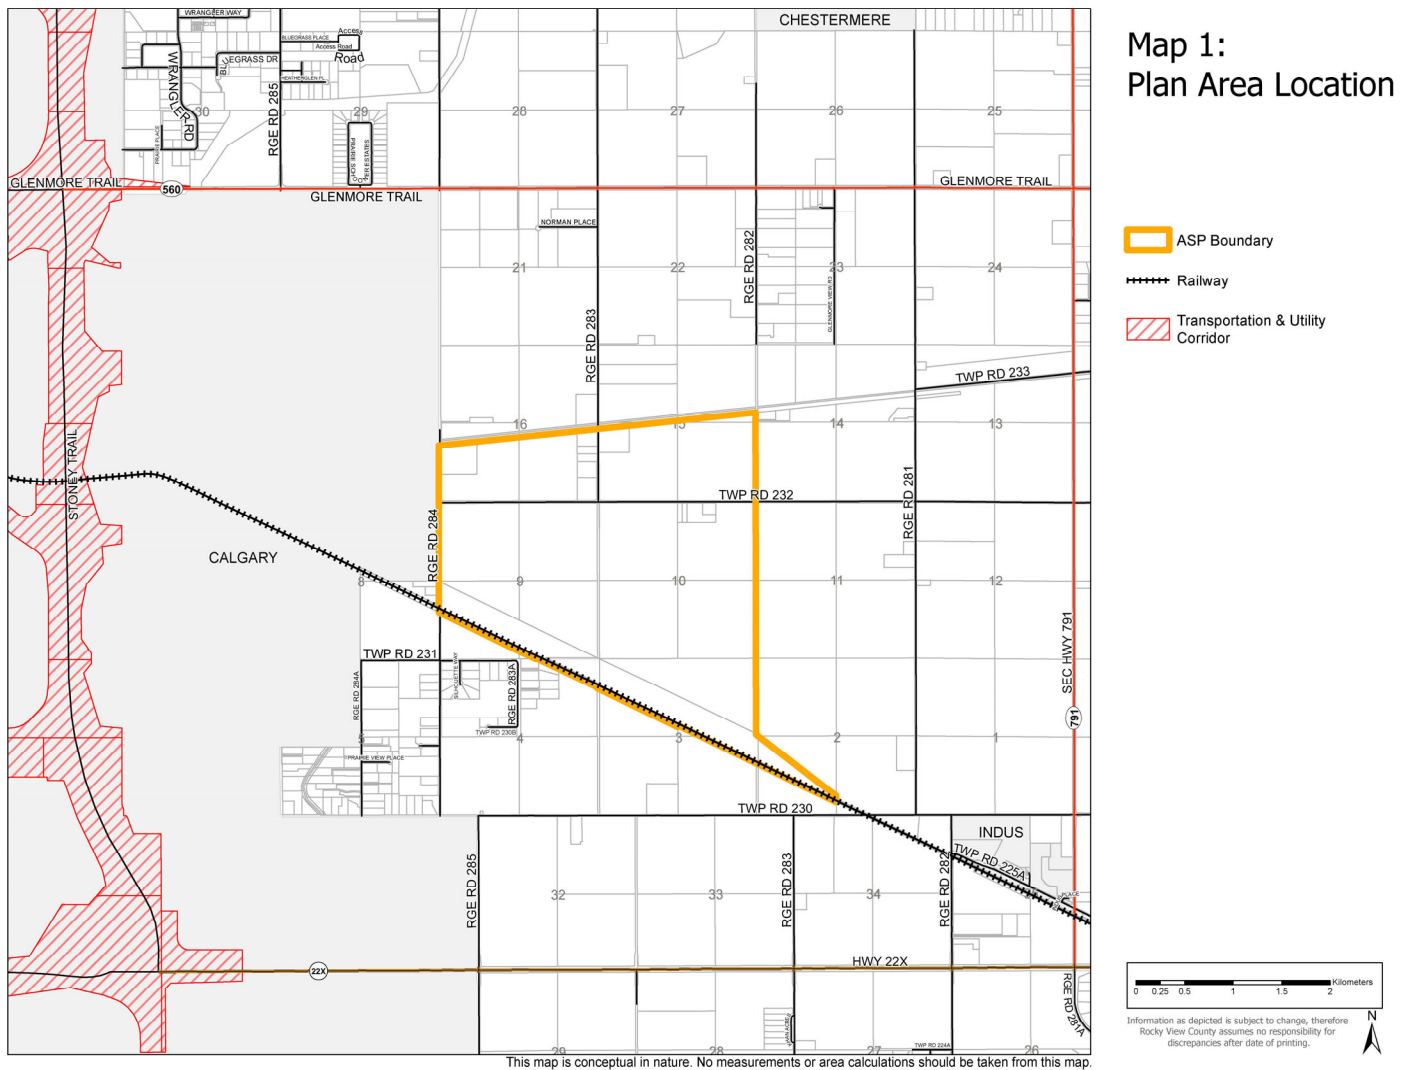 Map 1:
Plan Area Location
ASP Boundary
Railway
Transportation & Utility
Corridor
CHESTERMERE
WRANGLER WAY
BLUEGRASS PLACE
Access
Access Road
Road
BLUEGRASS DR
HEATHERGLEN PL
WRANGLER RD
RGE RD 285
PRAIRIE PLACE
30
29
28
27
26
25
GLENMORE TRAIL
560
GLENMORE TRAIL
GLENMORE TRAIL
NORMAN PLACE
RGE RD 282
21
22
23
24
GLENMORE VIEW RD
RGE RD 283
TWP RD 233
16
15
14
13
STONEY TRAIL
TWP RD 232
RGE RD 281
RGE RD 284
CALGARY
8
9
10
11
12
SEC HWY 791
791
TWP RD 231
SILHOUETTE WAY
RGE RD 283A
RGE RD 284A
TWP RD 230B
5
4
3
2
1
PRAIRIE VIEW PLACE
TWP RD 230
INDUS
TWP RD 225A
RGE RD 285
RGE RD 283
RGE RD 282
32
33
34
HWY 22X
22X
RGE RD 281A
TWP RD 224A
29
28
27
26
0 0.25 0.5 1 1.5 2 Kilometers
N
Information as depicted is subject to change, therefore
Rocky View County assumes no responsibility for
discrepancies after date of printing.
This map is conceptual in nature. No measurements or area calculations should be taken from this map.